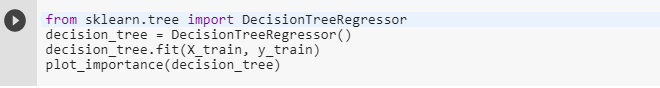 from sklearn.tree import DecisionTreeRegressor
decision_tree = DecisionTreeRegressor()
decision_tree.fit(X_train, y_train)
plot_importance(decision_tree)